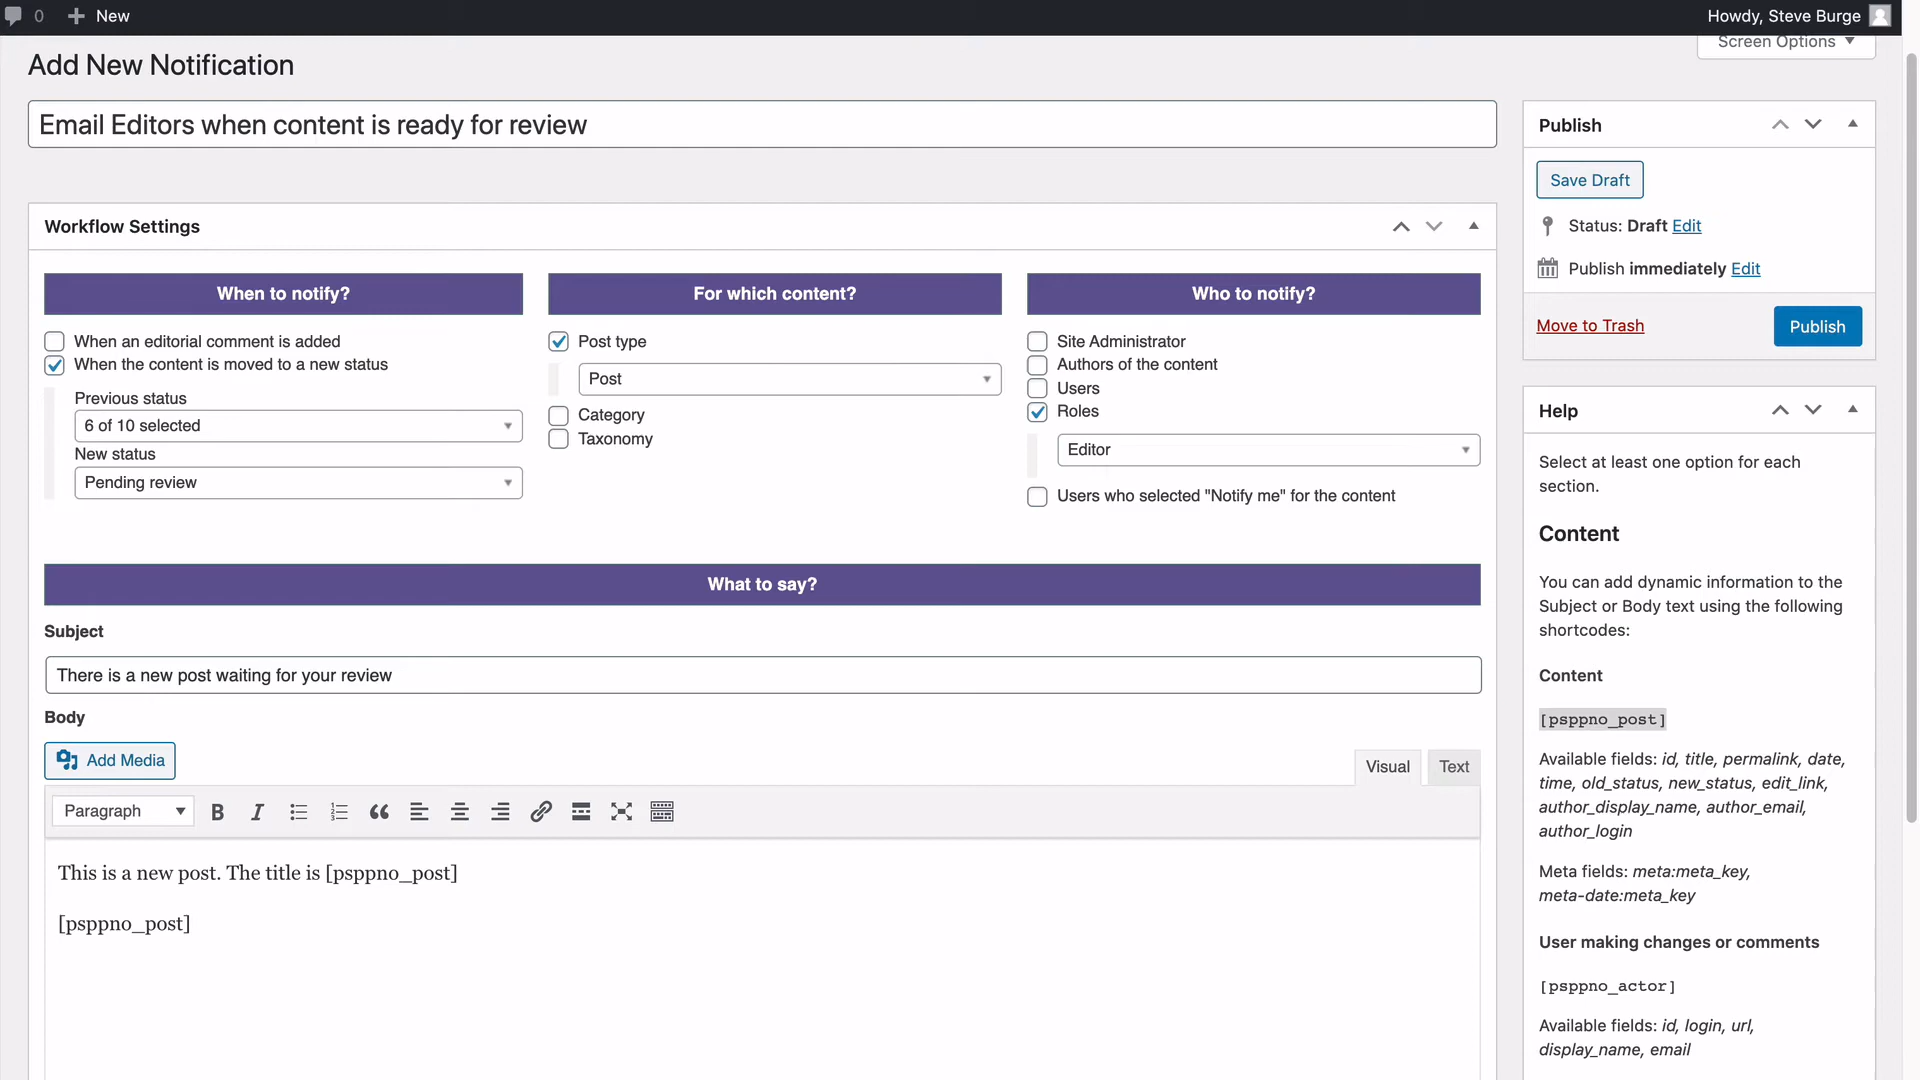 0 New
Howdy, Steve Burge
Screen Options
Add New Notification
Email Editors when content is ready for review
Workflow Settings
When to notify?
When an editorial comment is added
When the content is moved to a new status
Previous status
6 of 10 selected
New status
Pending review
For which content?
Post type
Post
Category
Taxonomy
Who to notify?
Site Administrator
Authors of the content
Users
Roles
Editor
Users who selected "Notify me" for the content
What to say?
Subject
There is a new post waiting for your review
Body
Add Media
Visual Text
Paragraph
This is a new post. The title is [psppno_post]
[psppno_post]
Publish
Save Draft
Status: Draft Edit
Publish immediately Edit
Move to Trash
Publish
Help
Select at least one option for each
section.
Content
You can add dynamic information to the
Subject or Body text using the following
shortcodes:
Content
[psppno_post]
Available fields: id, title, permalink, date,
time, old_status, new_status, edit_link,
author_display_name, author_email,
author_login
Meta fields: meta:meta_key,
meta-date:meta_key
User making changes or comments
[psppno_actor]
Available fields: id, login, url,
display_name, email